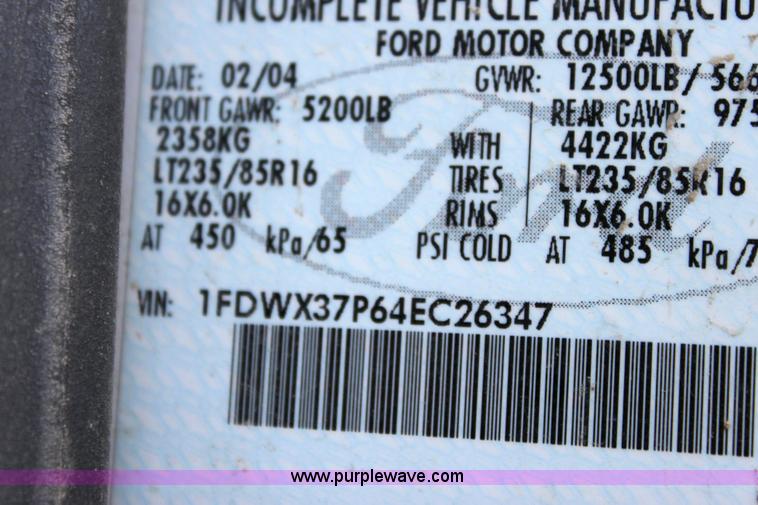 INCOMPLETE VEHICLE
FORD MOTOR COMPANY
DATE: 02/04 GVWR: 12500LB/
FRONT GAWR: 5200LB REAR GAWR:
2358KG WITH 4422KG
LT235/85R16 TIRES LT235/85R16
16X6.0K RIMS 16X6.0K
AT 450 kPa/65 PSI COLD AT 485 kPa/7
VIN: 1FDWX37P64EC26347
www.purplewave.com